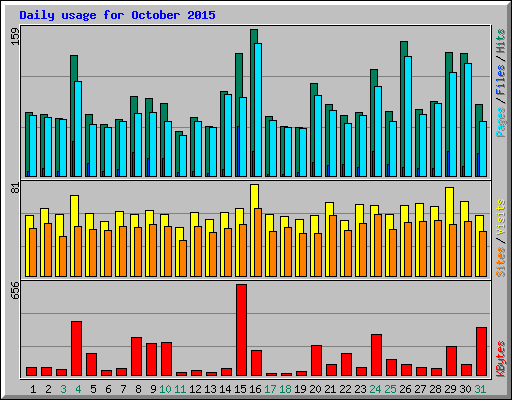 Daily usage for October 2015
159
Pages/Files/Hits
81
Sites/Visits
656
KBytes
1 2 3 4 5 6 7 8 9 10 11 12 13 14 15 16 17 18 19 20 21 22 23 24 25 26 27 28 29 30 31